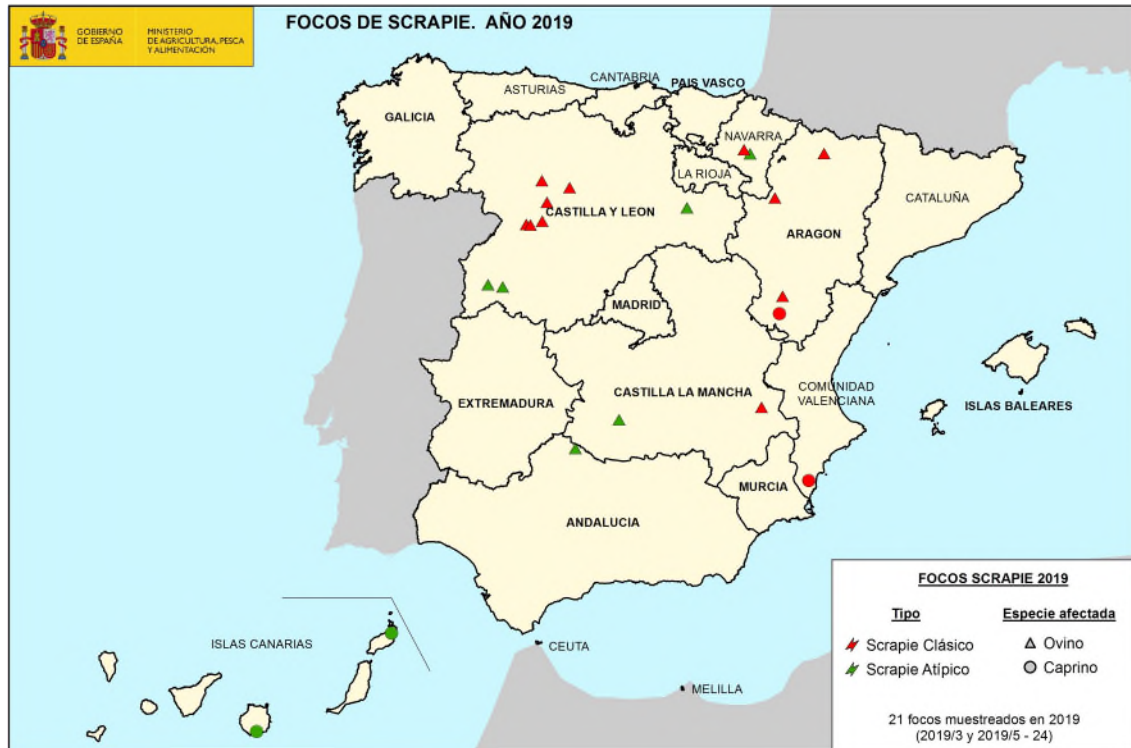 GOBIERNO
DE ESPAÑA
MINISTERIO
DE AGRICULTURA, PESCA
Y ALIMENTACIÓN
FOCOS DE SCRAPIE. AÑO 2019
CANTABRIA
PAIS VASCO
ASTURIAS
GALICIA
NAVARRA
LA RIOJA
CATALUÑA
CASTILLA Y LEON
ARAGON
MADRID
CASTILLA LA MANCHA
COMUNIDAD
VALENCIANA
EXTREMADURA
ISLAS BALEARES
MURCIA
ANDALUCIA
ISLAS CANARIAS
CEUTA
MELILLA
FOCOS SCRAPIE 2019
Tipo
Especie afectada
Scrapie Clásico
Ovino
Scrapie Atípico
Caprino
21 focos muestreados en 2019
(2019/3 y 2019/5 - 24)